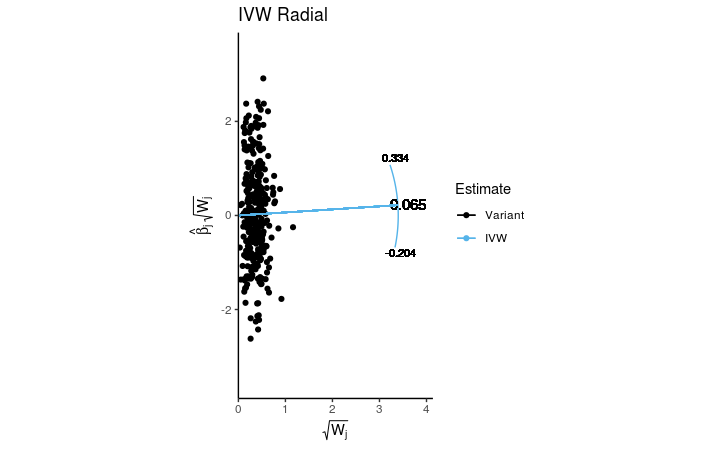 IVW Radial
β̂j√Wj
2
0
-2
0.334
0.065
-0.204
Estimate
Variant
IVW
0 1 2 3 4
√Wj